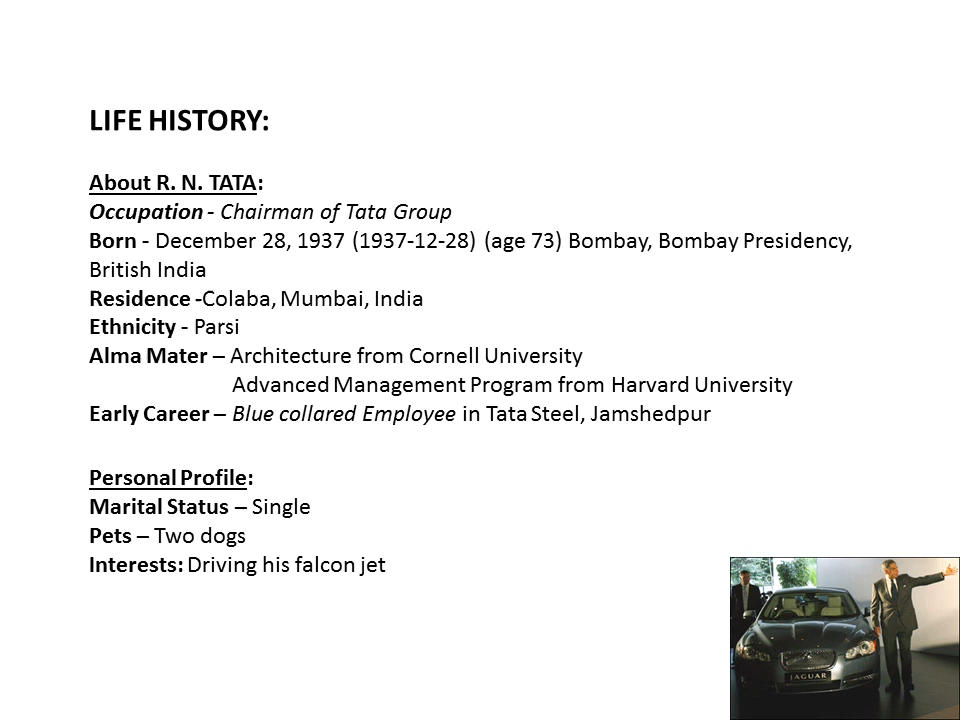 LIFE HISTORY:
About R. N. TATA:
Occupation - Chairman of Tata Group
Born - December 28, 1937 (1937-12-28) (age 73) Bombay, Bombay Presidency,
British India
Residence -Colaba, Mumbai, India
Ethnicity - Parsi
Alma Mater – Architecture from Cornell University
Advanced Management Program from Harvard University
Early Career – Blue collared Employee in Tata Steel, Jamshedpur
Personal Profile:
Marital Status – Single
Pets – Two dogs
Interests: Driving his falcon jet
JAGUAR